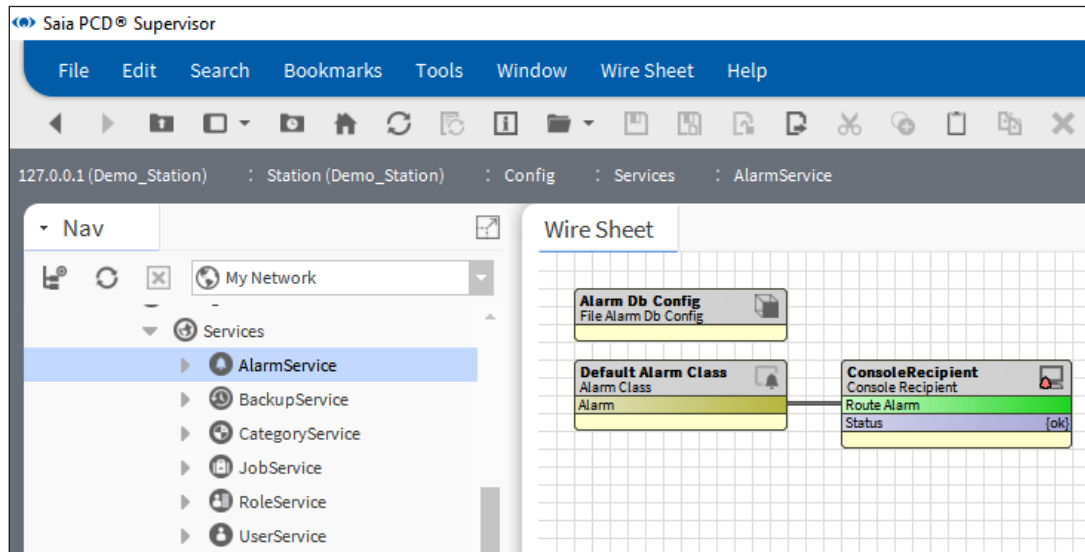 Saia PCD® Supervisor
File Edit Search Bookmarks Tools Window Wire Sheet Help
127.0.0.1 (Demo_Station) : Station (Demo_Station) : Config : Services : AlarmService
Nav
My Network
Services
AlarmService
BackupService
CategoryService
JobService
RoleService
UserService
Wire Sheet
Alarm Db Config
File Alarm Db Config
Default Alarm Class
Alarm Class
Alarm
ConsoleRecipient
Console Recipient
Route Alarm
Status {ok}